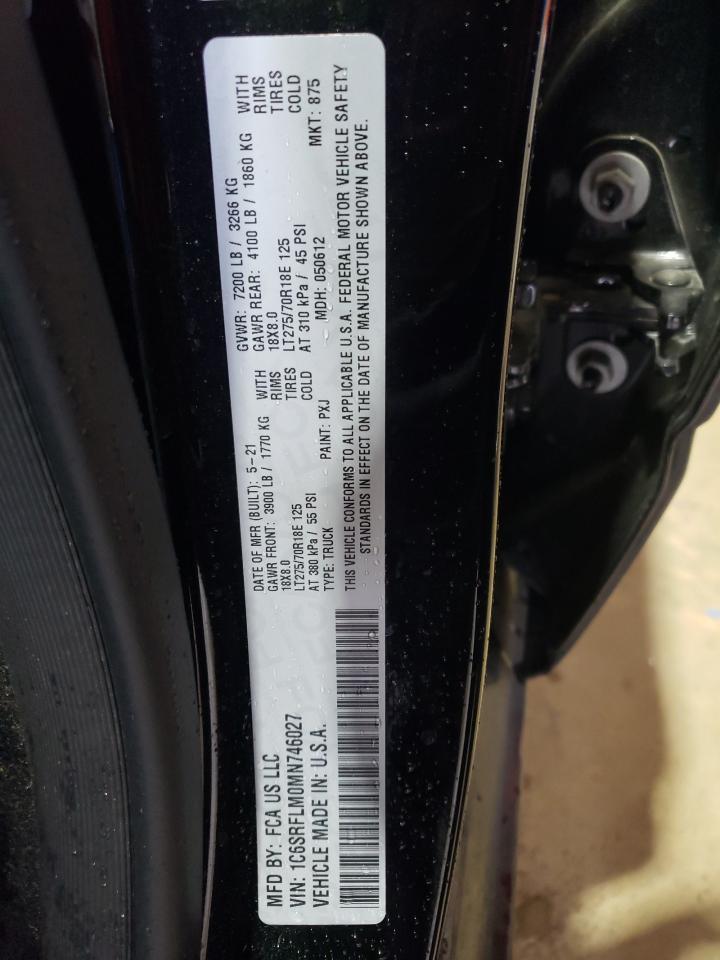 MFD BY: FCA US LLC
VIN: 1C6SRFLM0MN746027
VEHICLE MADE IN: U.S.A.
DATE OF MFR (BUILT): 5-21
GAWR FRONT: 3900 LB / 1770 KG WITH
18X8.0 RIMS
LT275/70R18E 125 TIRES
AT 380 kPa / 55 PSI COLD
TYPE: TRUCK PAINT: PXJ
GVWR: 7200 LB / 3266 KG
GAWR REAR: 4100 LB / 1860 KG WITH
18X8.0 RIMS
LT275/70R18E 125 TIRES
AT 310 kPa / 45 PSI COLD
MDH: 050612 MKT: 875
THIS VEHICLE CONFORMS TO ALL APPLICABLE U.S.A. FEDERAL MOTOR VEHICLE SAFETY
STANDARDS IN EFFECT ON THE DATE OF MANUFACTURE SHOWN ABOVE.